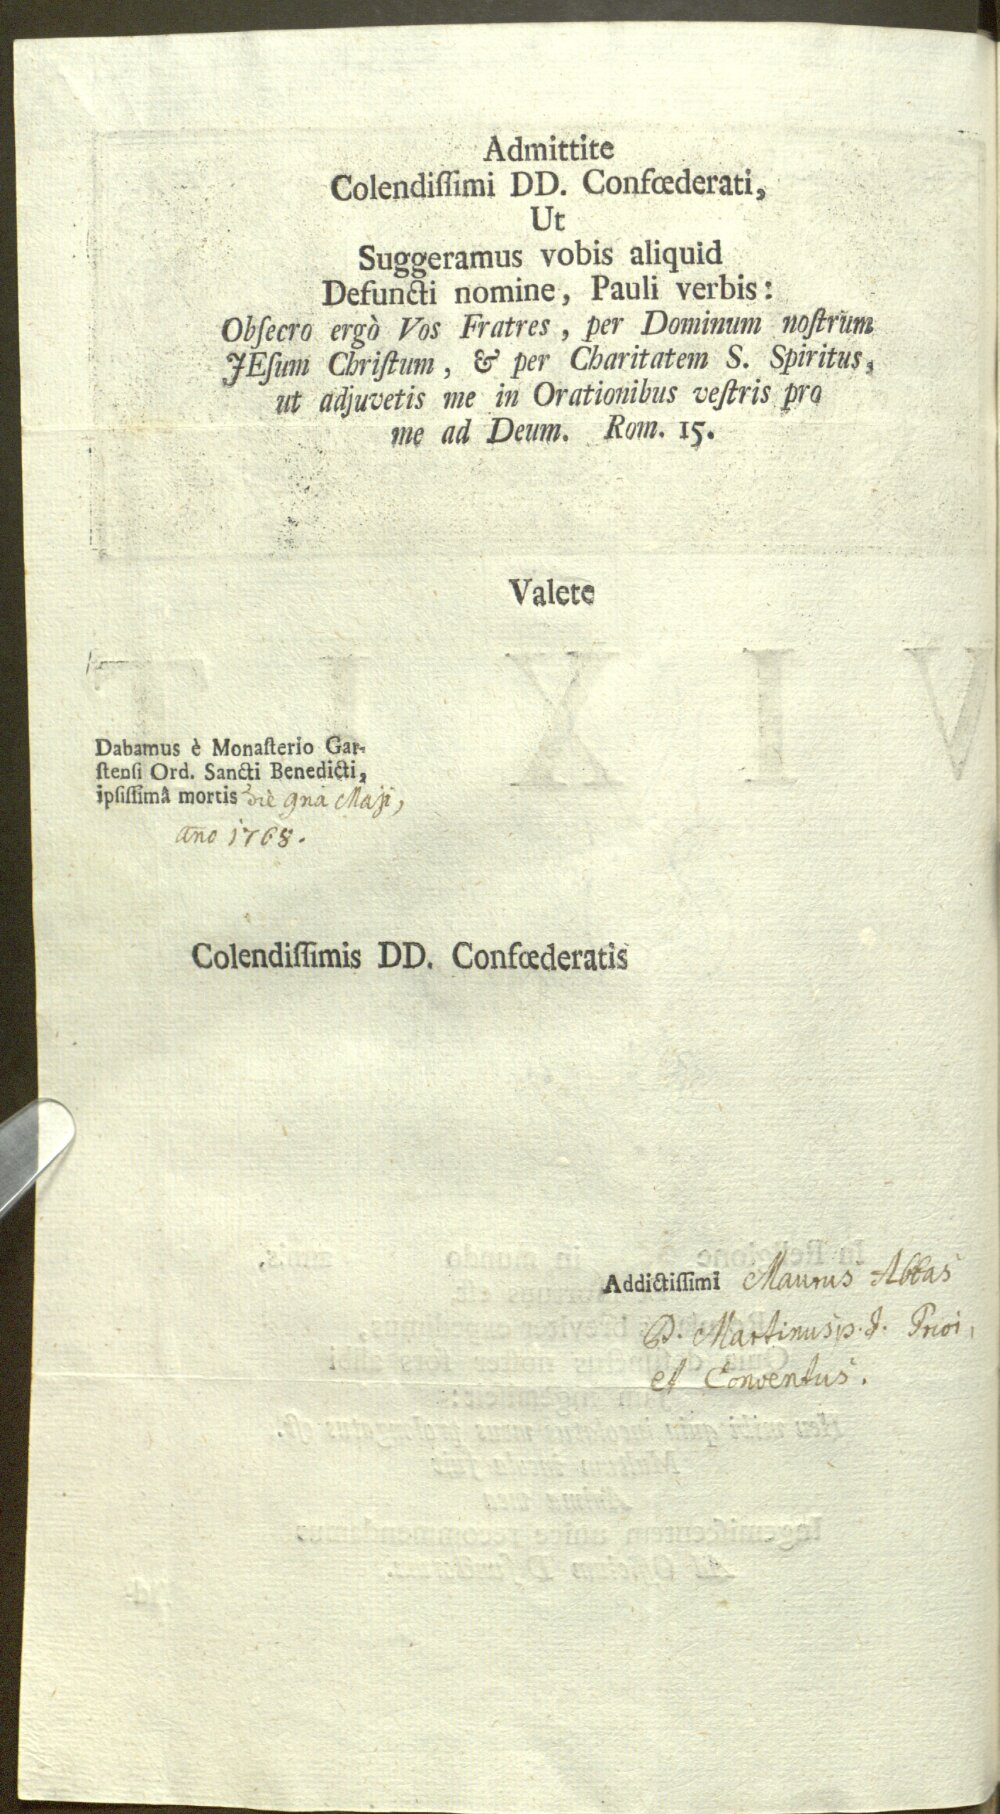 Admittite
Colendiſſimi DD. Confœderati,
Ut
Suggeramus vobis aliquid
Defuncti nomine, Pauli verbis:
Obſecro ergò Vos Fratres, per Dominum noſtrum
JEſum Chriſtum, & per Charitatem S. Spiritus,
ut adjuvetis me in Orationibus veſtris pro
me ad Deum. Rom. 15.
Valete
VIXIT
Dabamus è Monaſterio Gar-
ſtenſi Ord. Sancti Benedicti,
ipſiſſimâ mortis die 9nâ Maji,
año 1768.
Colendiſſimis DD. Confœderatis
Addictiſſimi Maurus Abbas
P. Martinus p. t. Prior,
et Conventus.